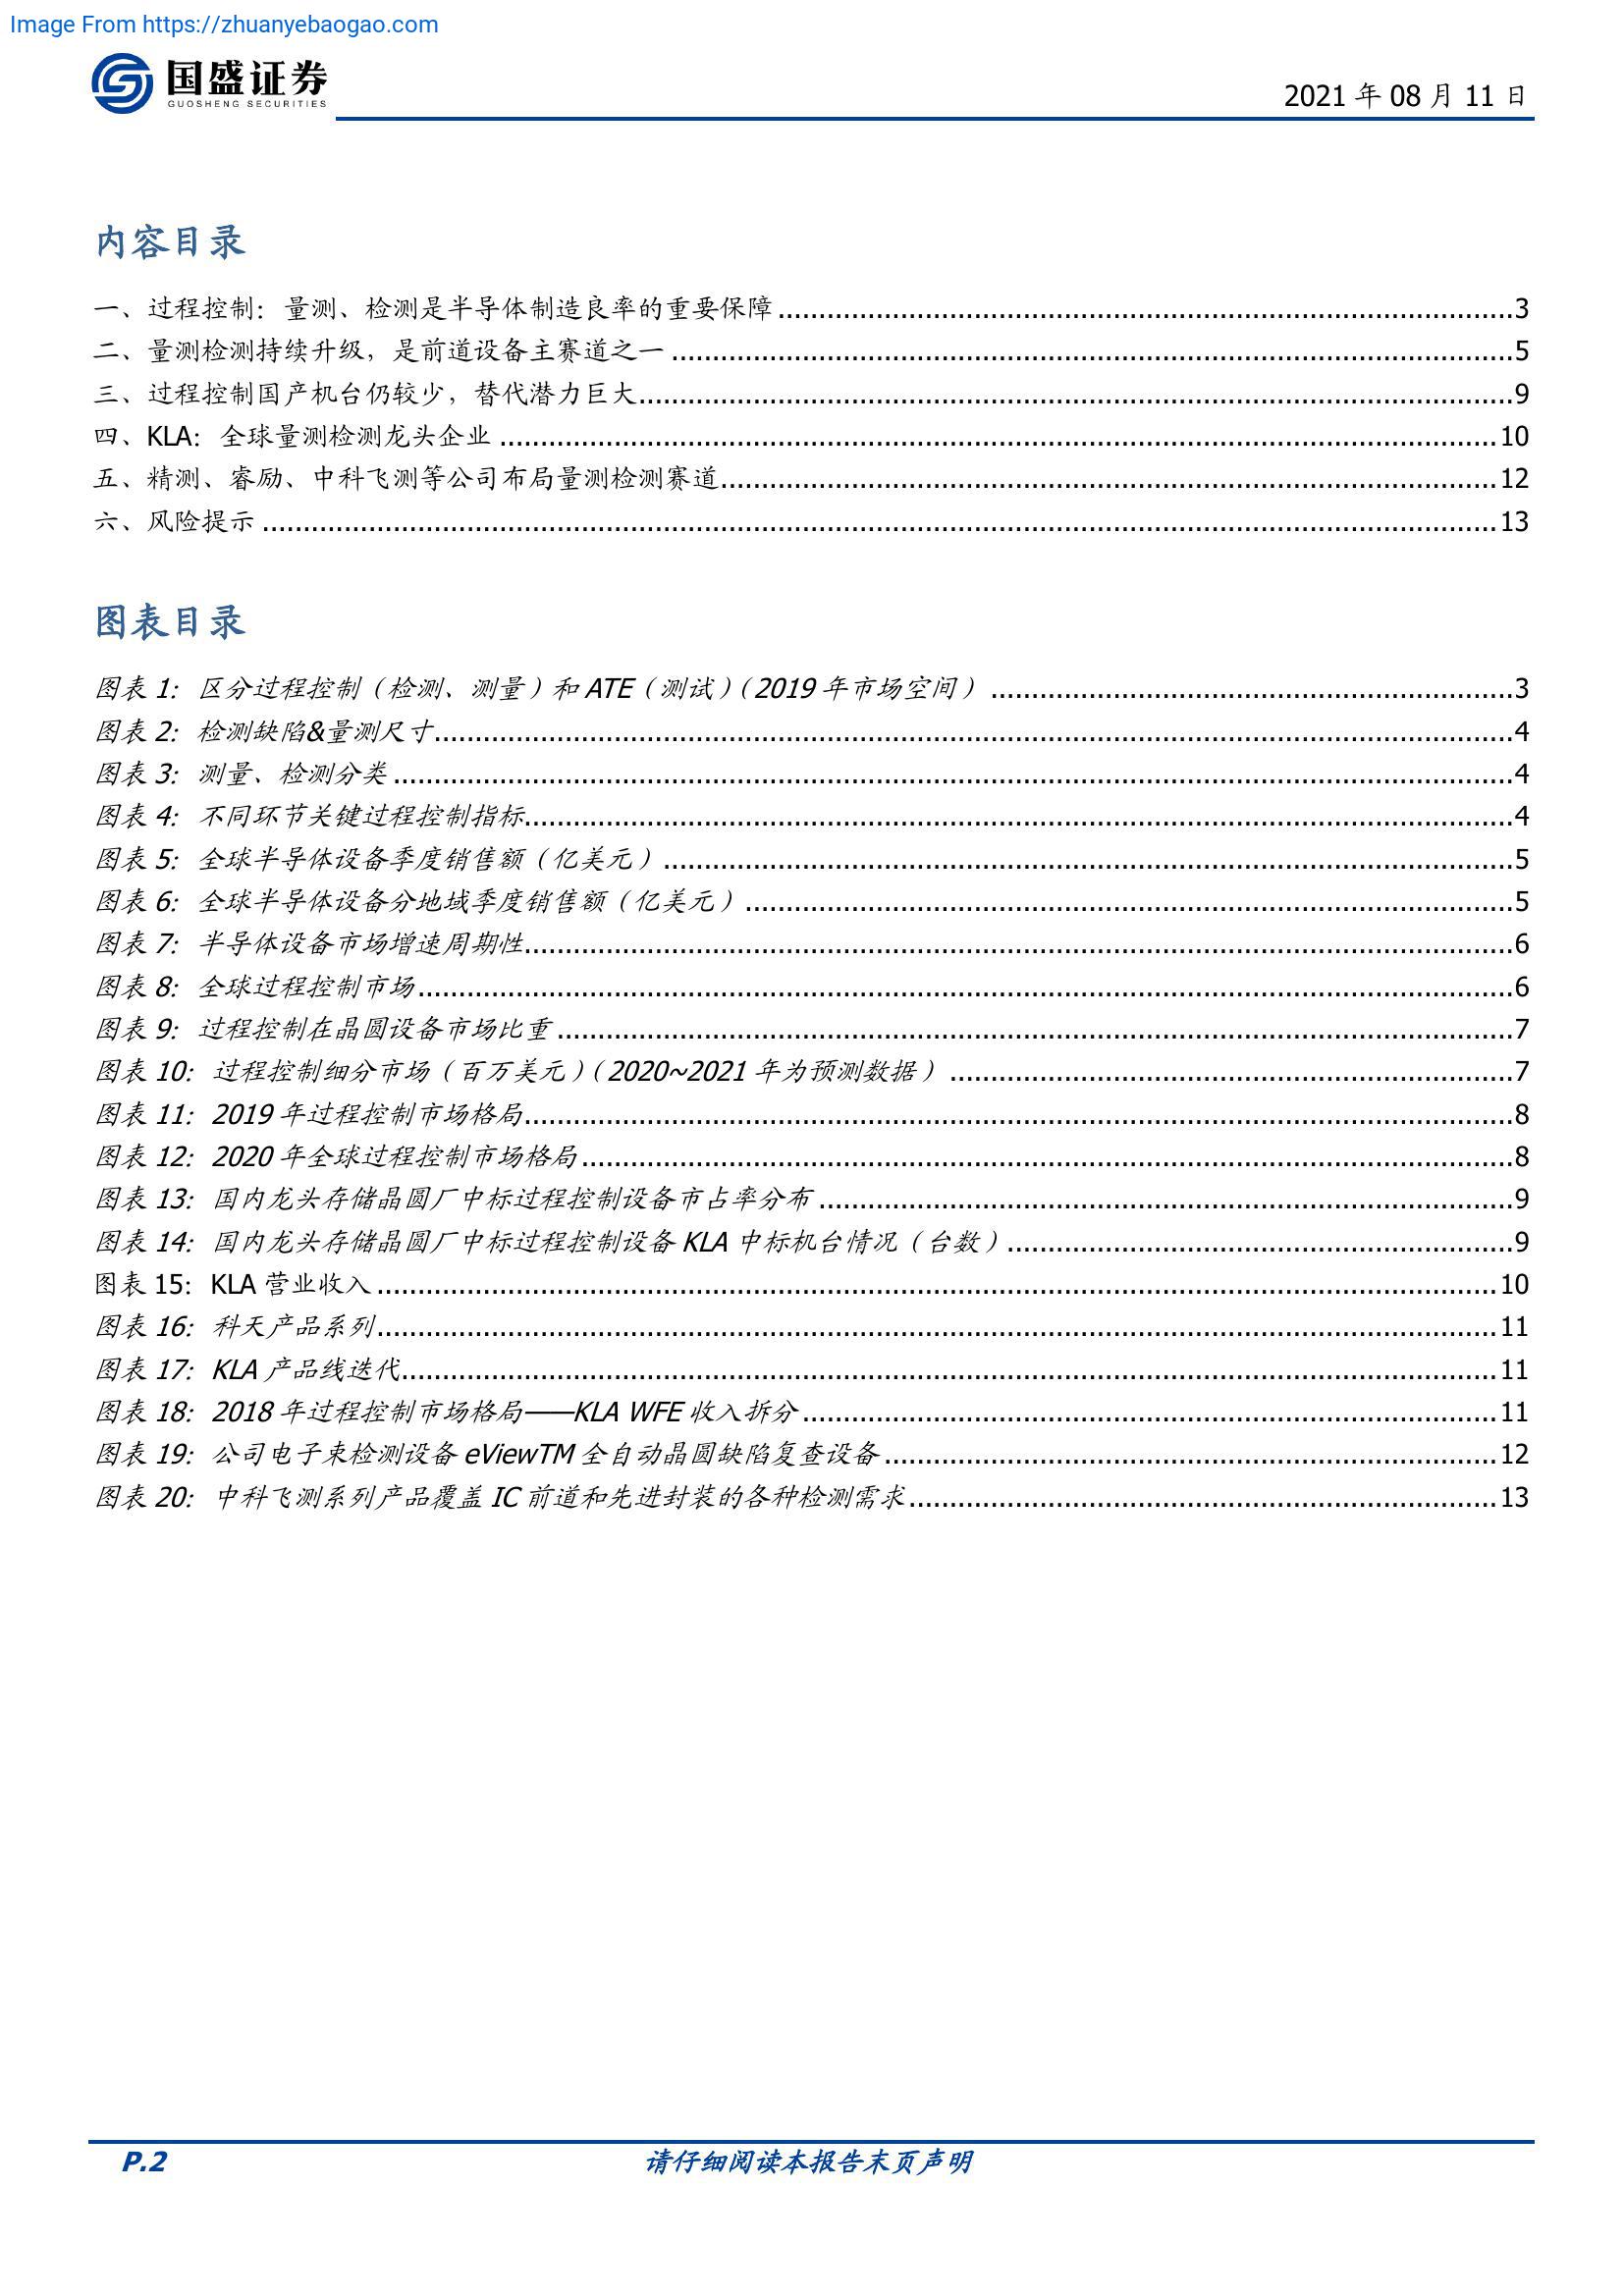 Image From https://zhuanyebaogao.com
国盛证券
GUOSHENG SECURITIES
2021 年 08 月 11 日
内容目录
一、过程控制：量测、检测是半导体制造良率的重要保障 ........ 3
二、量测检测持续升级，是前道设备主赛道之一 ........ 5
三、过程控制国产机台仍较少，替代潜力巨大 ........ 9
四、KLA：全球量测检测龙头企业 ........ 10
五、精测、睿励、中科飞测等公司布局量测检测赛道 ........ 12
六、风险提示 ........ 13
图表目录
图表 1：区分过程控制（检测、测量）和 ATE（测试）（2019 年市场空间） ........ 3
图表 2：检测缺陷&量测尺寸 ........ 4
图表 3：测量、检测分类 ........ 4
图表 4：不同环节关键过程控制指标 ........ 4
图表 5：全球半导体设备季度销售额（亿美元） ........ 5
图表 6：全球半导体设备分地域季度销售额（亿美元） ........ 5
图表 7：半导体设备市场增速周期性 ........ 6
图表 8：全球过程控制市场 ........ 6
图表 9：过程控制在晶圆设备市场比重 ........ 7
图表 10：过程控制细分市场（百万美元）（2020~2021 年为预测数据） ........ 7
图表 11：2019 年过程控制市场格局 ........ 8
图表 12：2020 年全球过程控制市场格局 ........ 8
图表 13：国内龙头存储晶圆厂中标过程控制设备市占率分布 ........ 9
图表 14：国内龙头存储晶圆厂中标过程控制设备 KLA 中标机台情况（台数） ........ 9
图表 15：KLA 营业收入 ........ 10
图表 16：科天产品系列 ........ 11
图表 17：KLA 产品线迭代 ........ 11
图表 18：2018 年过程控制市场格局——KLA WFE 收入拆分 ........ 11
图表 19：公司电子束检测设备 eViewTM 全自动晶圆缺陷复查设备 ........ 12
图表 20：中科飞测系列产品覆盖 IC 前道和先进封装的各种检测需求 ........ 13
P.2
请仔细阅读本报告末页声明